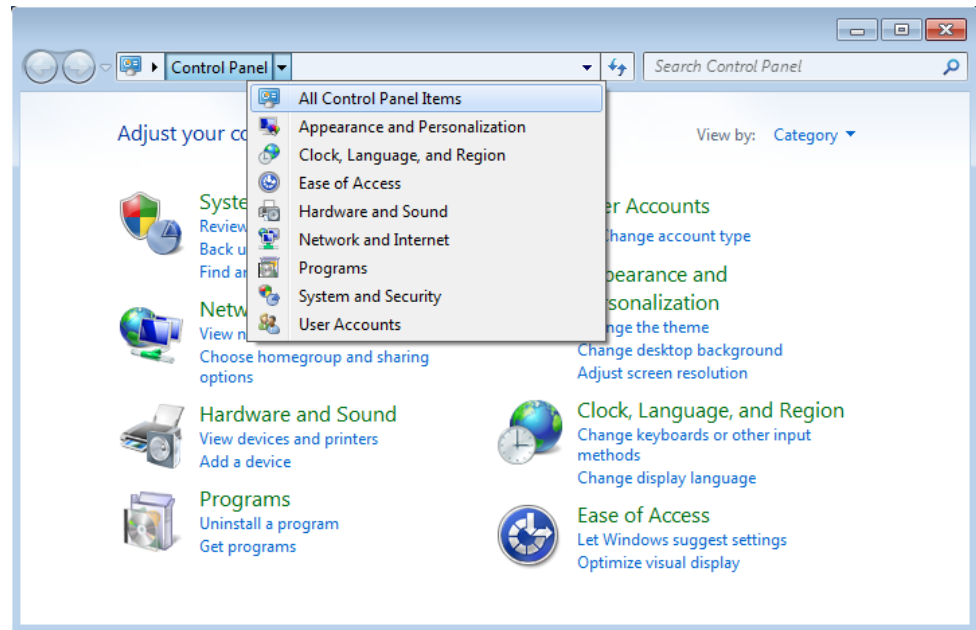 Control Panel
Search Control Panel
All Control Panel Items
Appearance and Personalization
Clock, Language, and Region
Ease of Access
Hardware and Sound
Network and Internet
Programs
System and Security
User Accounts
Adjust your co
View by: Category
Syste
Review
Back u
Find ar
Netw
View n
Choose homegroup and sharing
options
Hardware and Sound
View devices and printers
Add a device
Programs
Uninstall a program
Get programs
er Accounts
hange account type
pearance and
sonalization
nge the theme
Change desktop background
Adjust screen resolution
Clock, Language, and Region
Change keyboards or other input
methods
Change display language
Ease of Access
Let Windows suggest settings
Optimize visual display